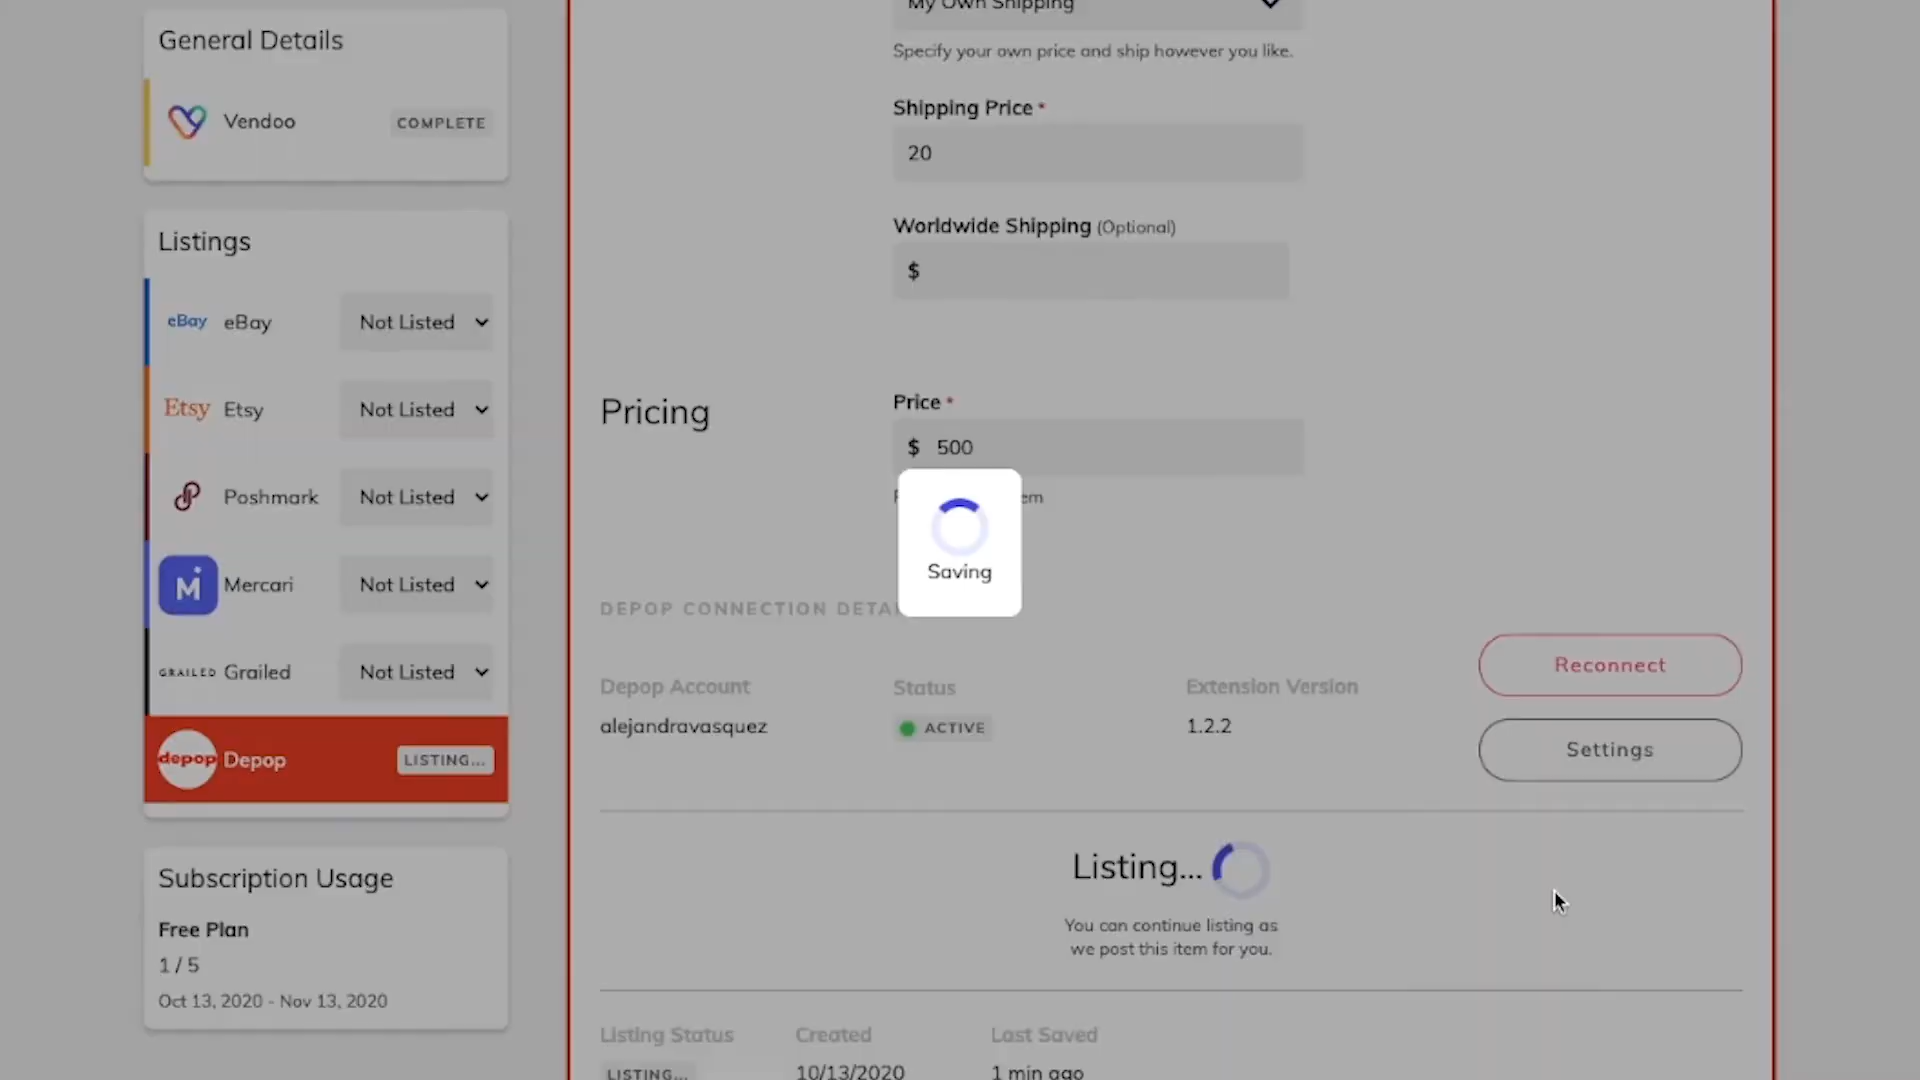 General Details
Vendoo
COMPLETE
Listings
eBay eBay Not Listed
Etsy Etsy Not Listed
Poshmark Not Listed
M Mercari Not Listed
GRAILED Grailed Not Listed
depop Depop LISTING...
Subscription Usage
Free Plan
1 / 5
Oct 13, 2020 - Nov 13, 2020
My Own Shipping
Specify your own price and ship however you like.
Shipping Price *
20
Worldwide Shipping (Optional)
$
Pricing
Price *
$ 500
Saving
DEPOP CONNECTION
Depop Account
alejandravasquez
Status
ACTIVE
Extension Version
1.2.2
Reconnect
Settings
Listing...
You can continue listing as
we post this item for you.
Listing Status Created Last Saved
LISTING... 10/13/2020 1 min ago